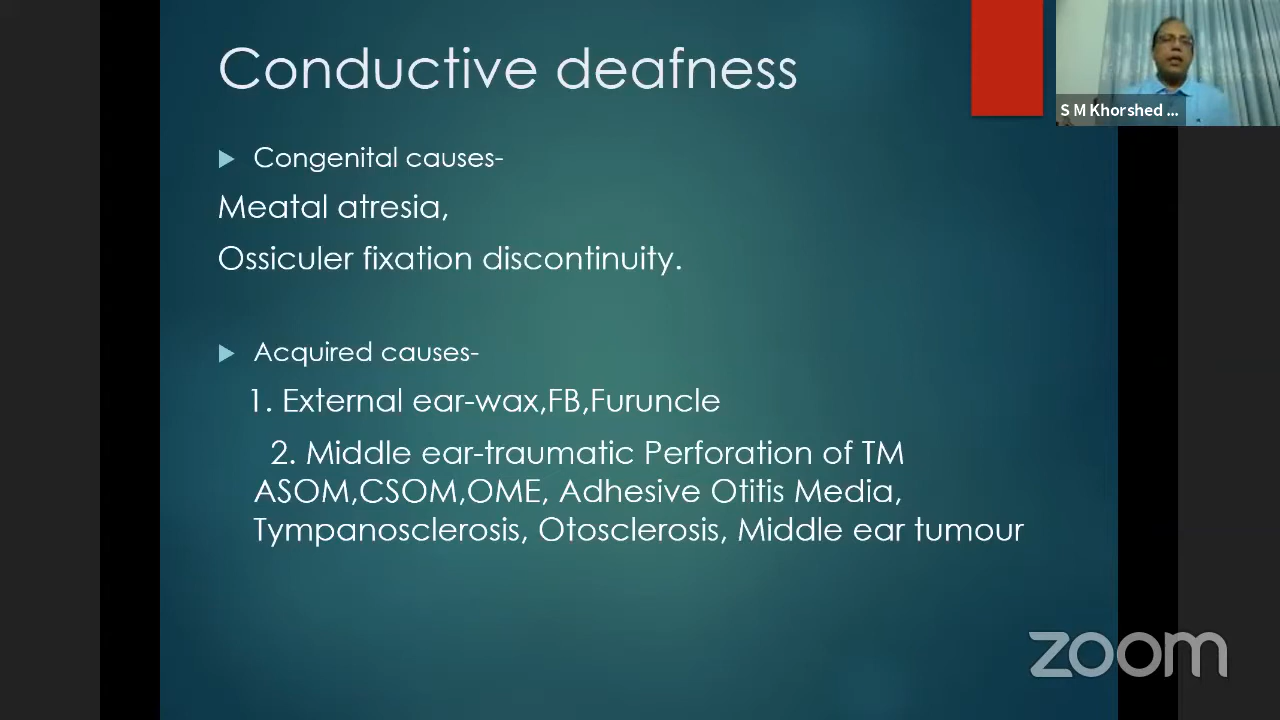 Conductive deafness
S M Khorshed ...
Congenital causes-
Meatal atresia,
Ossiculer fixation discontinuity.
Acquired causes-
1. External ear-wax,FB,Furuncle
2. Middle ear-traumatic Perforation of TM
ASOM,CSOM,OME, Adhesive Otitis Media,
Tympanosclerosis, Otosclerosis, Middle ear tumour
zoom